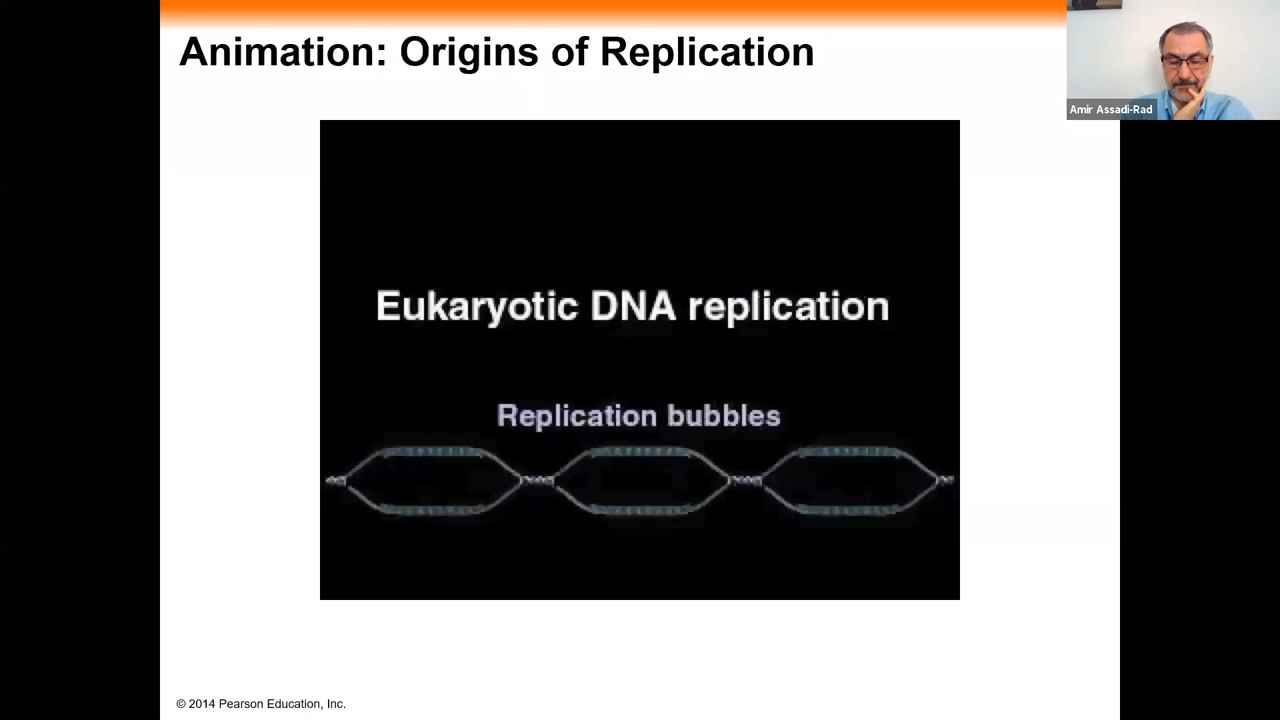 Animation: Origins of Replication
Amir Assadi-Rad
Eukaryotic DNA replication
Replication bubbles
© 2014 Pearson Education, Inc.